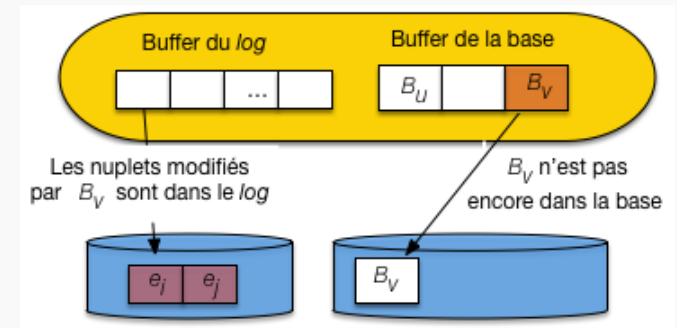 Buffer du log
Buffer de la base
...
B_u
B_v
Les nuplets modifiés
par B_v sont dans le log
B_v n'est pas
encore dans la base
e_i e_j
B_v